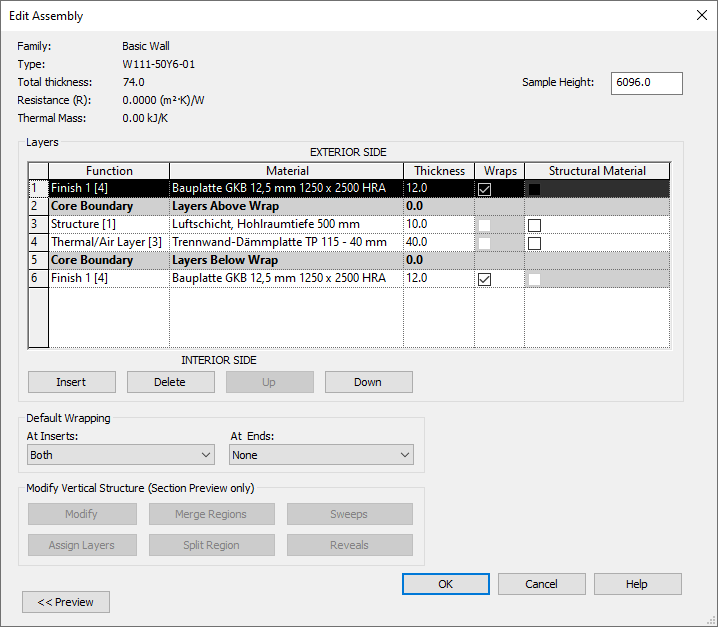 Edit Assembly
Family: Basic Wall
Type: W111-50Y6-01
Total thickness: 74.0 Sample Height: 6096.0
Resistance (R): 0.0000 (m²·K)/W
Thermal Mass: 0.00 kJ/K
Layers
EXTERIOR SIDE
Function Material Thickness Wraps Structural Material
1 Finish 1 [4] Bauplatte GKB 12,5 mm 1250 x 2500 HRA 12.0
2 Core Boundary Layers Above Wrap 0.0
3 Structure [1] Luftschicht, Hohlraumtiefe 500 mm 10.0
4 Thermal/Air Layer [3] Trennwand-Dämmplatte TP 115 - 40 mm 40.0
5 Core Boundary Layers Below Wrap 0.0
6 Finish 1 [4] Bauplatte GKB 12,5 mm 1250 x 2500 HRA 12.0
INTERIOR SIDE
Insert Delete Up Down
Default Wrapping
At Inserts: At Ends:
Both None
Modify Vertical Structure (Section Preview only)
Modify Merge Regions Sweeps
Assign Layers Split Region Reveals
OK Cancel Help
<< Preview